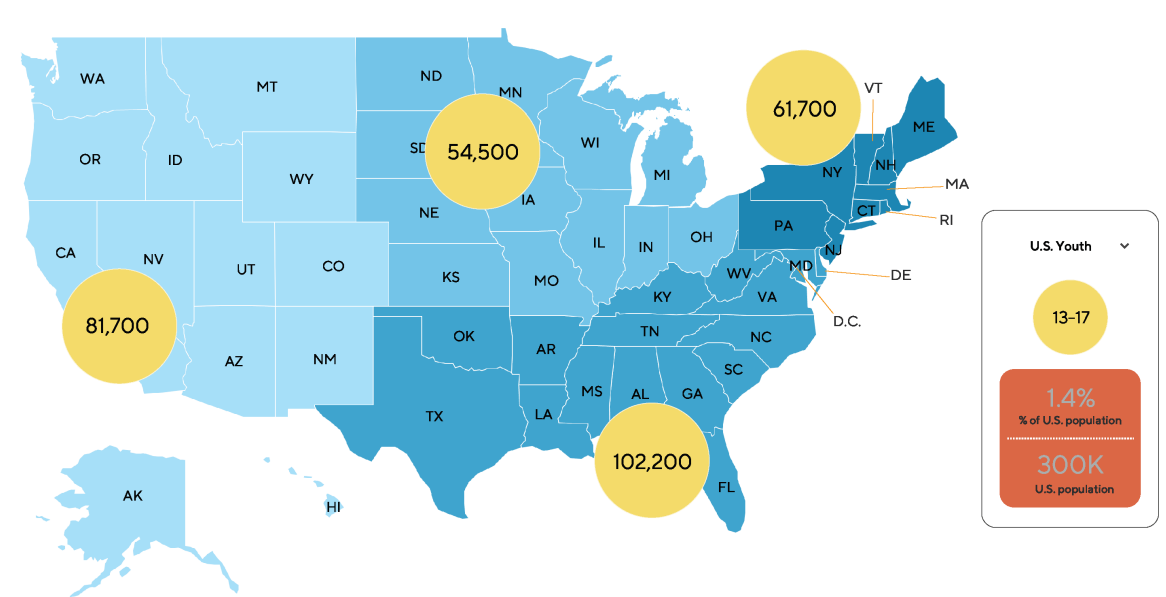 WA
MT
ND
MN
OR
ID
WY
SD
54,500
WI
MI
61,700
VT
ME
NH
NY
MA
RI
CT
CA
NV
UT
CO
NE
IA
IL
IN
OH
PA
NJ
MD
DE
D.C.
KS
MO
KY
WV
VA
81,700
AZ
NM
OK
AR
TN
NC
SC
TX
LA
MS
AL
GA
102,200
FL
AK
HI
U.S. Youth
13–17
1.4%
% of U.S. population
300K
U.S. population